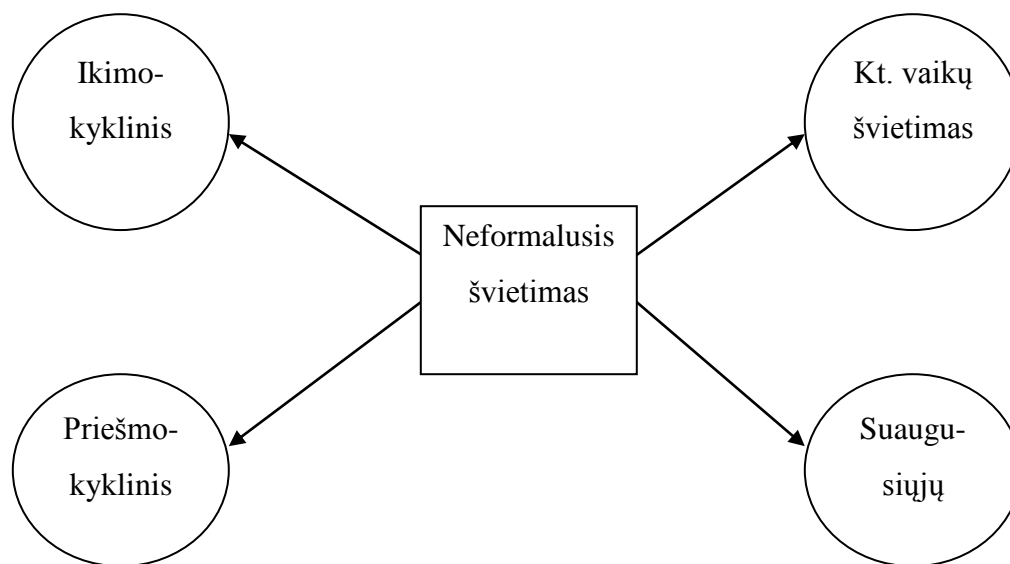 Ikimo-
kyklinis
Kt. vaikų
švietimas
Neformalusis
švietimas
Priešmo-
kyklinis
Suaugu-
siųjų